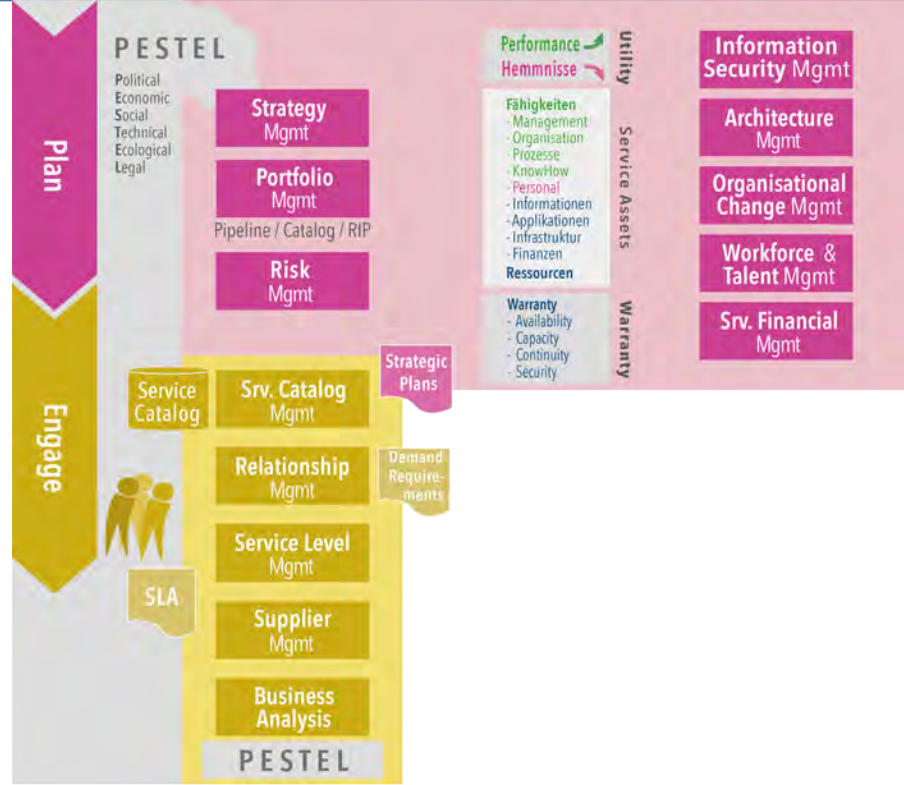 Plan
PESTEL
Political
Economic
Social
Technical
Ecological
Legal
Strategy
Mgmt
Portfolio
Mgmt
Pipeline / Catalog / RIP
Risk
Mgmt
Performance
Hemmnisse
Utility
Fähigkeiten
- Management
- Organisation
- Prozesse
- KnowHow
- Personal
- Informationen
- Applikationen
- Infrastruktur
- Finanzen
Ressourcen
Service Assets
Warranty
- Availability
- Capacity
- Continuity
- Security
Warranty
Information
Security Mgmt
Architecture
Mgmt
Organisational
Change Mgmt
Workforce &
Talent Mgmt
Srv. Financial
Mgmt
Engage
Service
Catalog
Srv. Catalog
Mgmt
Strategic
Plans
Relationship
Mgmt
Demand
Require-
ments
Service Level
Mgmt
SLA
Supplier
Mgmt
Business
Analysis
PESTEL